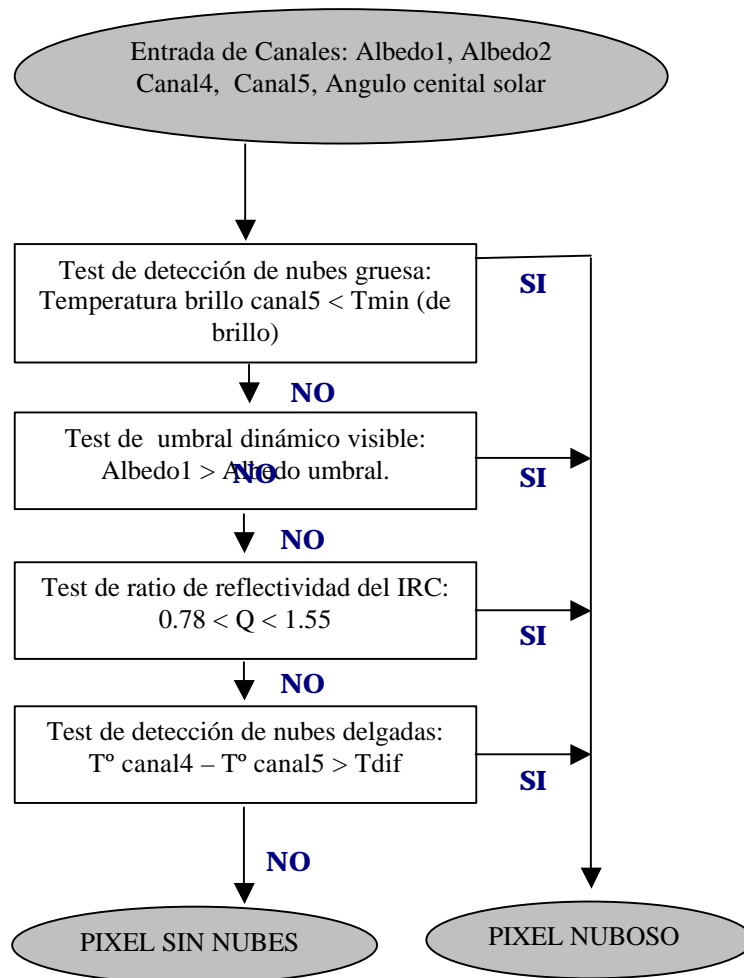 Entrada de Canales: Albedo1, Albedo2
Canal4, Canal5, Angulo cenital solar
Test de detección de nubes gruesa:
Temperatura brillo canal5 < Tmin (de
brillo)
SI
NO
Test de umbral dinámico visible:
Albedo1 > Albedo umbral.
NO
SI
NO
Test de ratio de reflectividad del IRC:
0.78 < Q < 1.55
SI
NO
Test de detección de nubes delgadas:
Tº canal4 – Tº canal5 > Tdif
SI
NO
PIXEL SIN NUBES
PIXEL NUBOSO